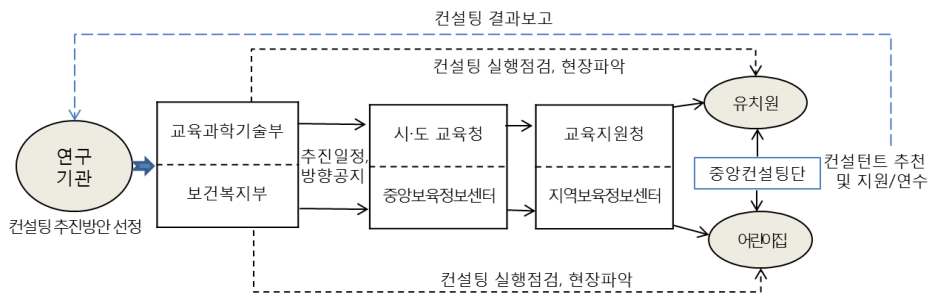 컨설팅 결과보고
컨설팅 실행점검, 현장파악
유치원
연구
기관
컨설팅 추진방안 선정
교육과학기술부
보건복지부
추진일정,
방향공지
시·도 교육청
중앙보육정보센터
교육지원청
지역보육정보센터
중앙컨설팅단
컨설턴트 추천
및 지원/연수
어린이집
컨설팅 실행점검, 현장파악